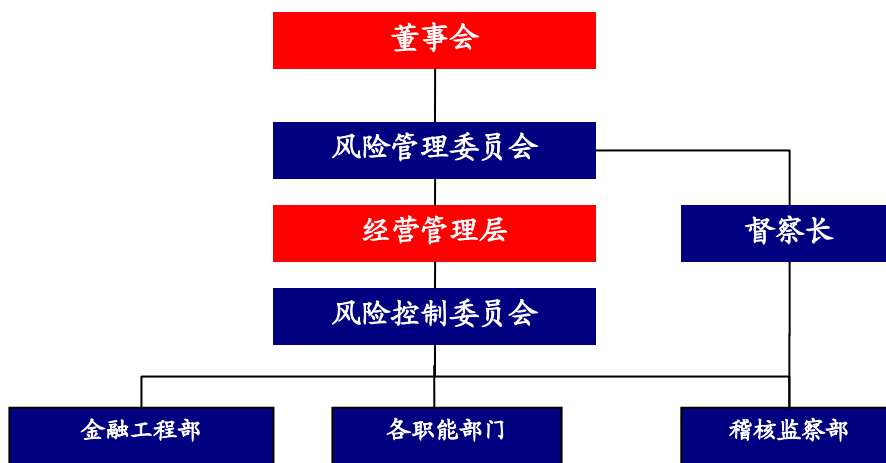 董事会
风险管理委员会
经营管理层
督察长
风险控制委员会
金融工程部
各职能部门
稽核监察部